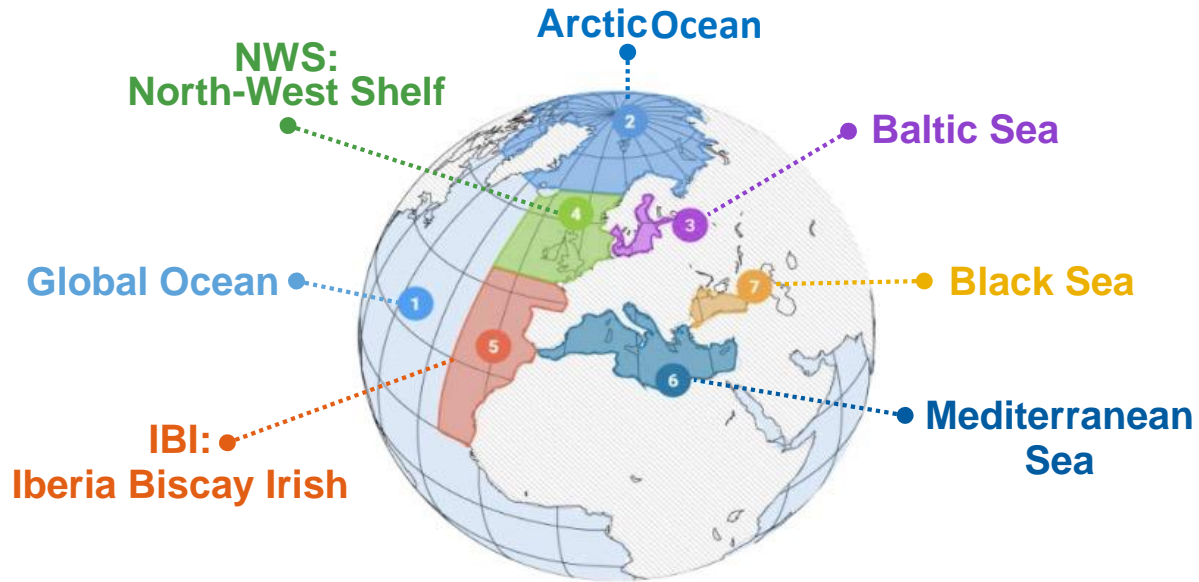 Arctic Ocean
NWS:
North-West Shelf
2
Baltic Sea
4
3
Global Ocean
1
7
Black Sea
5
6
IBI:
Iberia Biscay Irish
Mediterranean
Sea